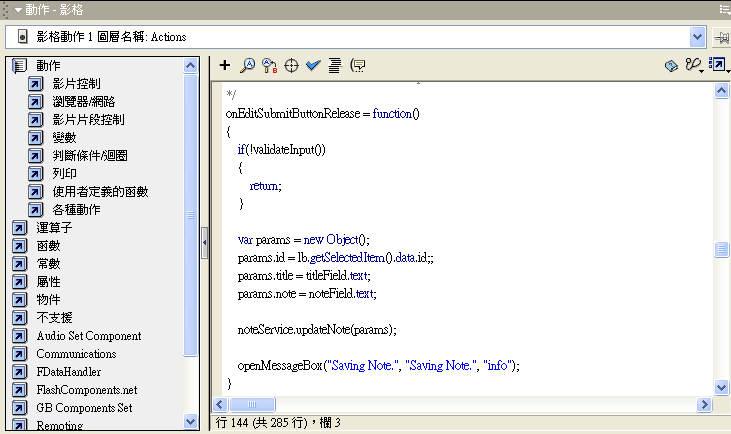 動作 - 影格
影格動作 1 圖層名稱: Actions
動作
影片控制
瀏覽器/網路
影片片段控制
變數
判斷條件/迴圈
列印
使用者定義的函數
各種動作
運算子
函數
常數
屬性
物件
不支援
Audio Set Component
Communications
FDataHandler
FlashComponents.net
GB Components Set
Remoting
*/
onEditSubmitButtonRelease = function()
{
if(!validateInput())
{
return;
}
var params = new Object();
params.id = lb.getSelectedItem().data.id;;
params.title = titleField.text;
params.note = noteField.text;
noteService.updateNote(params);
openMessageBox("Saving Note.", "Saving Note.", "info");
}
行 144 (共 285 行)，欄 3